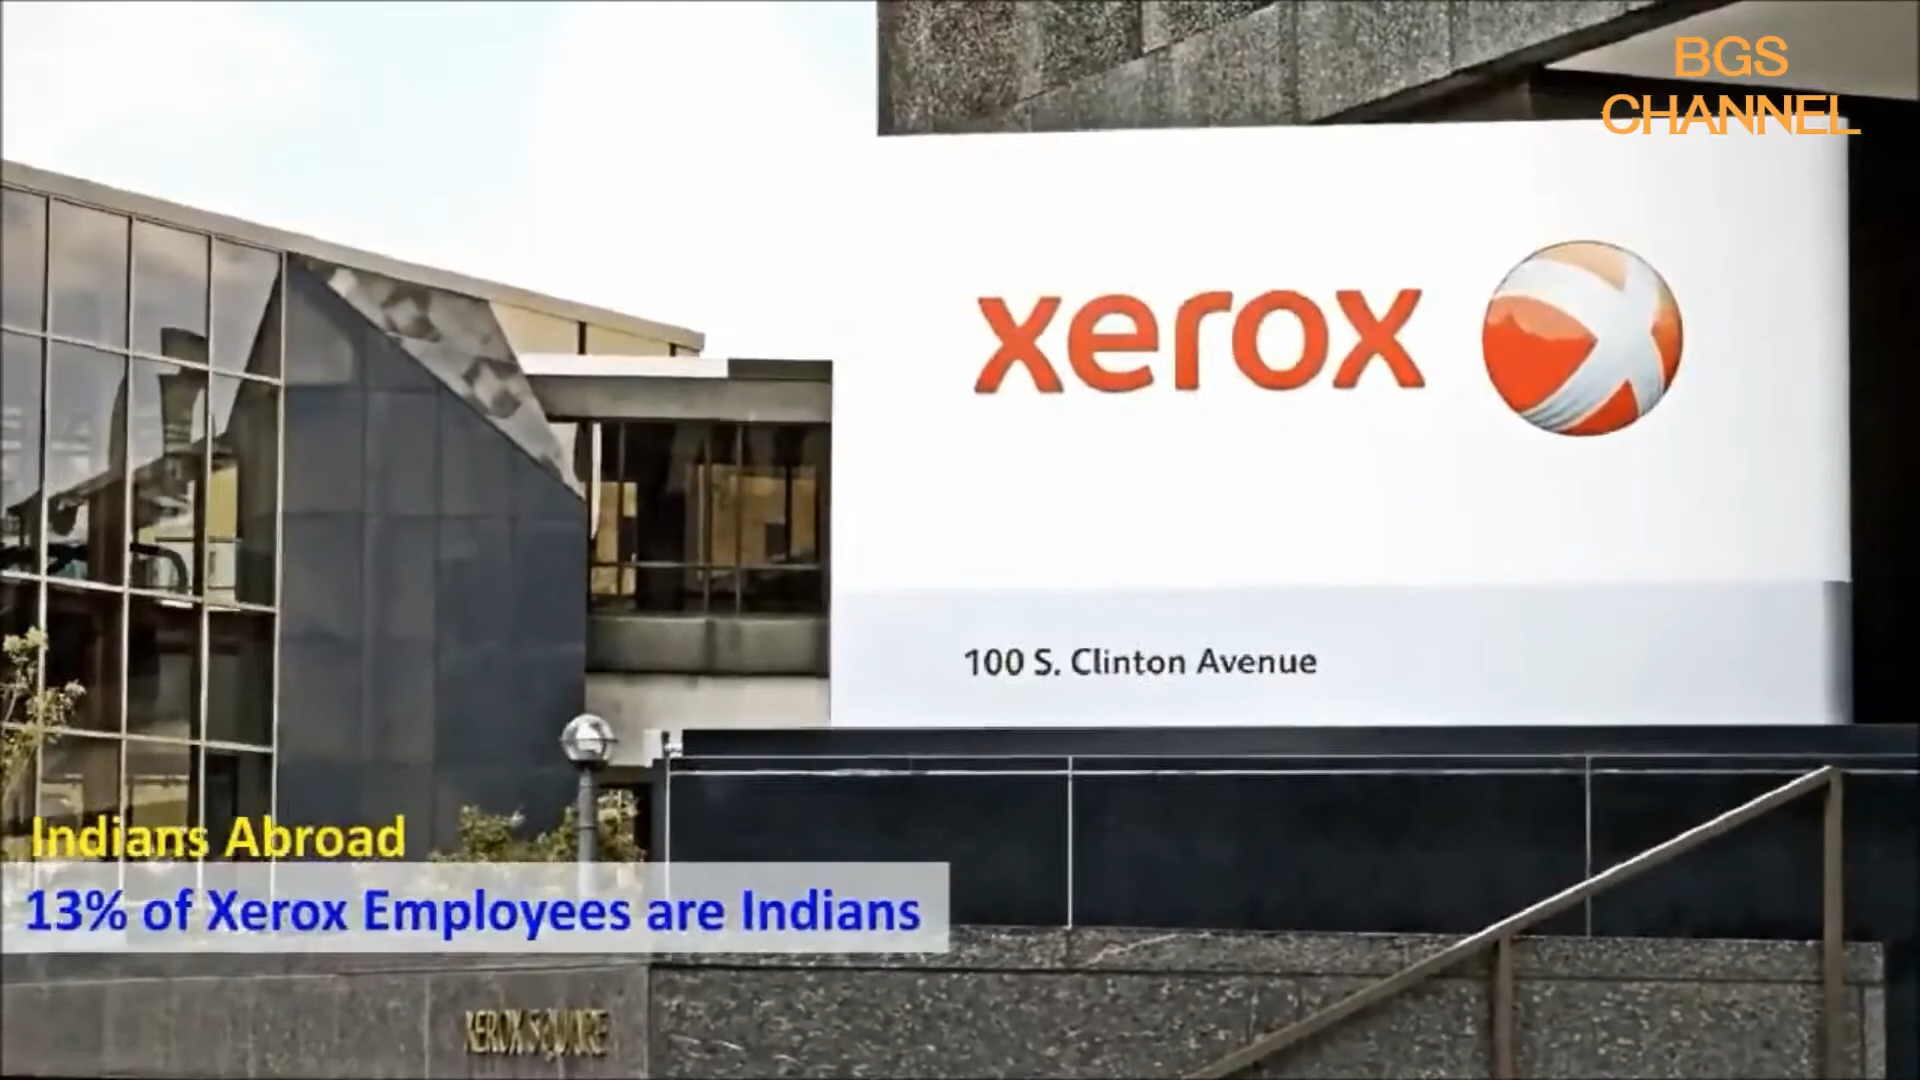 BGS
CHANNEL
xerox
100 S. Clinton Avenue
Indians Abroad
13% of Xerox Employees are Indians
XEROX SQUARE